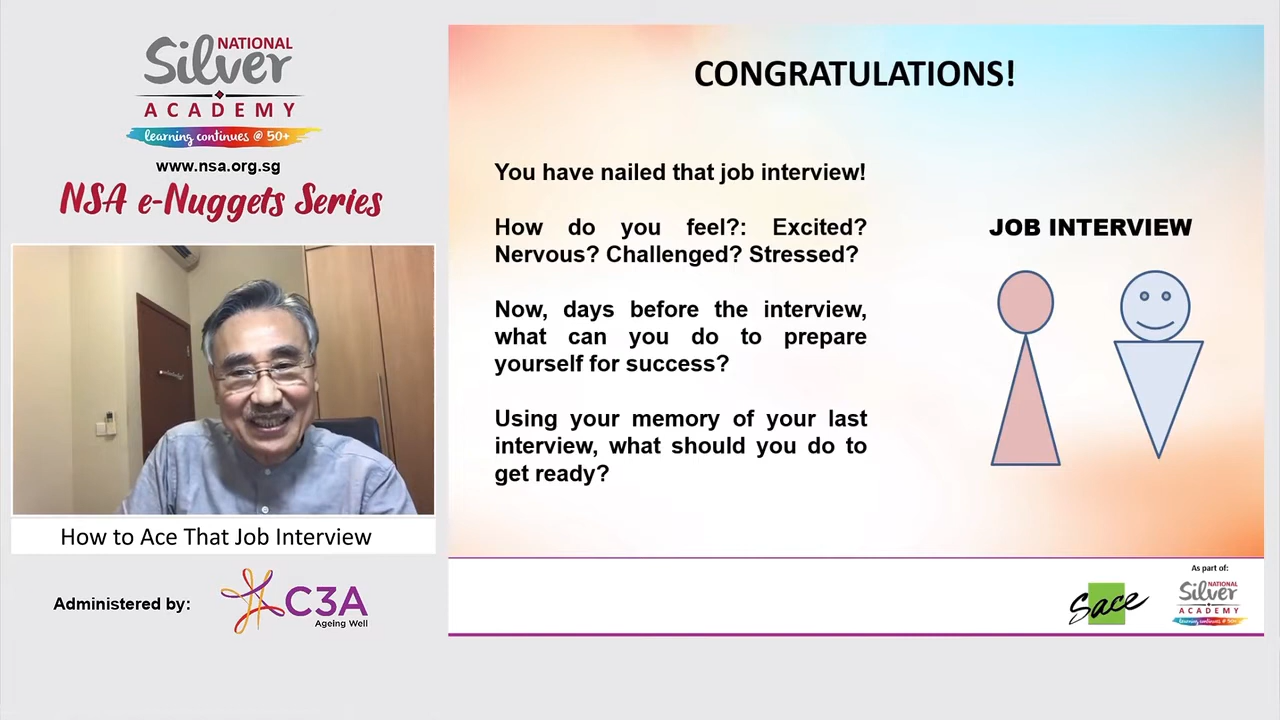 NATIONAL
Silver
ACADEMY
learning continues @ 50+
www.nsa.org.sg
NSA e-Nuggets Series
How to Ace That Job Interview
Administered by:
C3A
Ageing Well
CONGRATULATIONS!
You have nailed that job interview!
How do you feel?: Excited?
Nervous? Challenged? Stressed?
Now, days before the interview,
what can you do to prepare
yourself for success?
Using your memory of your last
interview, what should you do to
get ready?
JOB INTERVIEW
Sace
As part of:
NATIONAL
Silver
ACADEMY
learning continues @ 50+